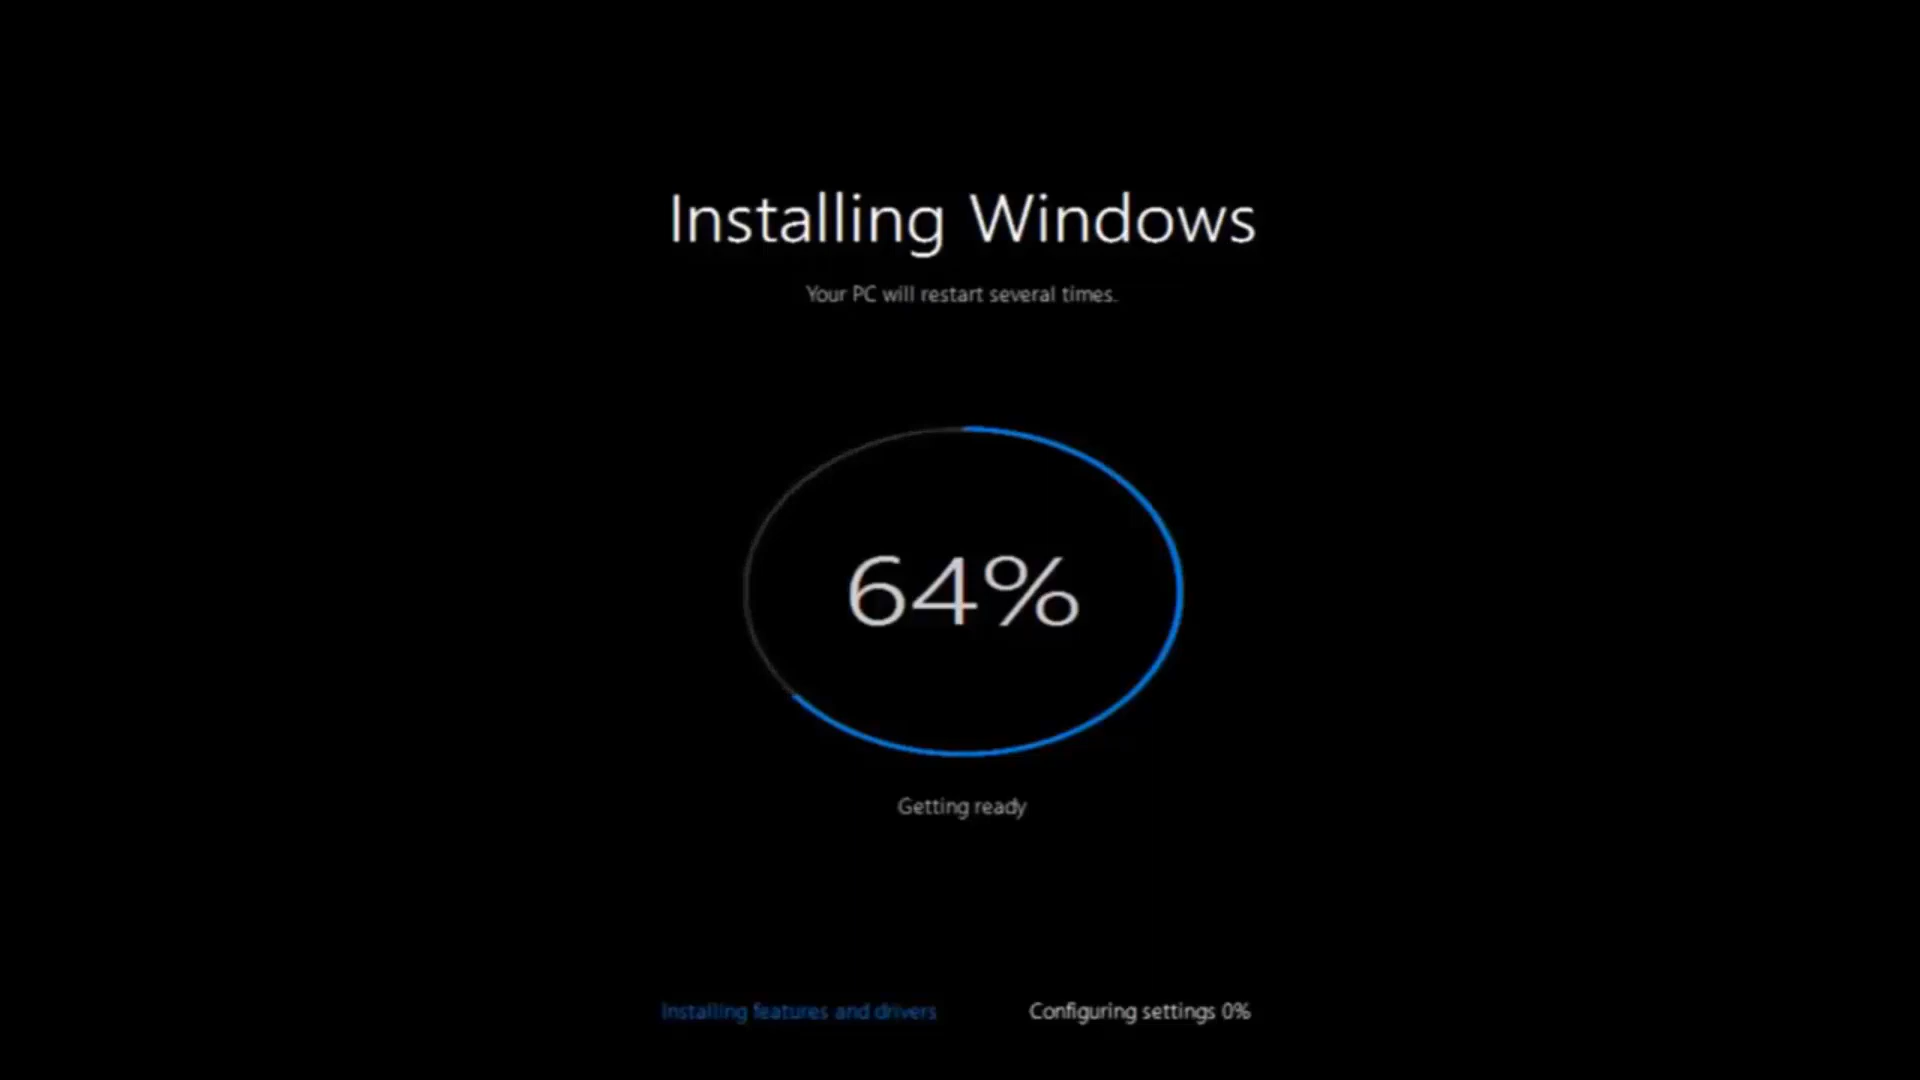 Installing Windows
Your PC will restart several times.
64%
Getting ready
Installing features and drivers
Configuring settings 0%